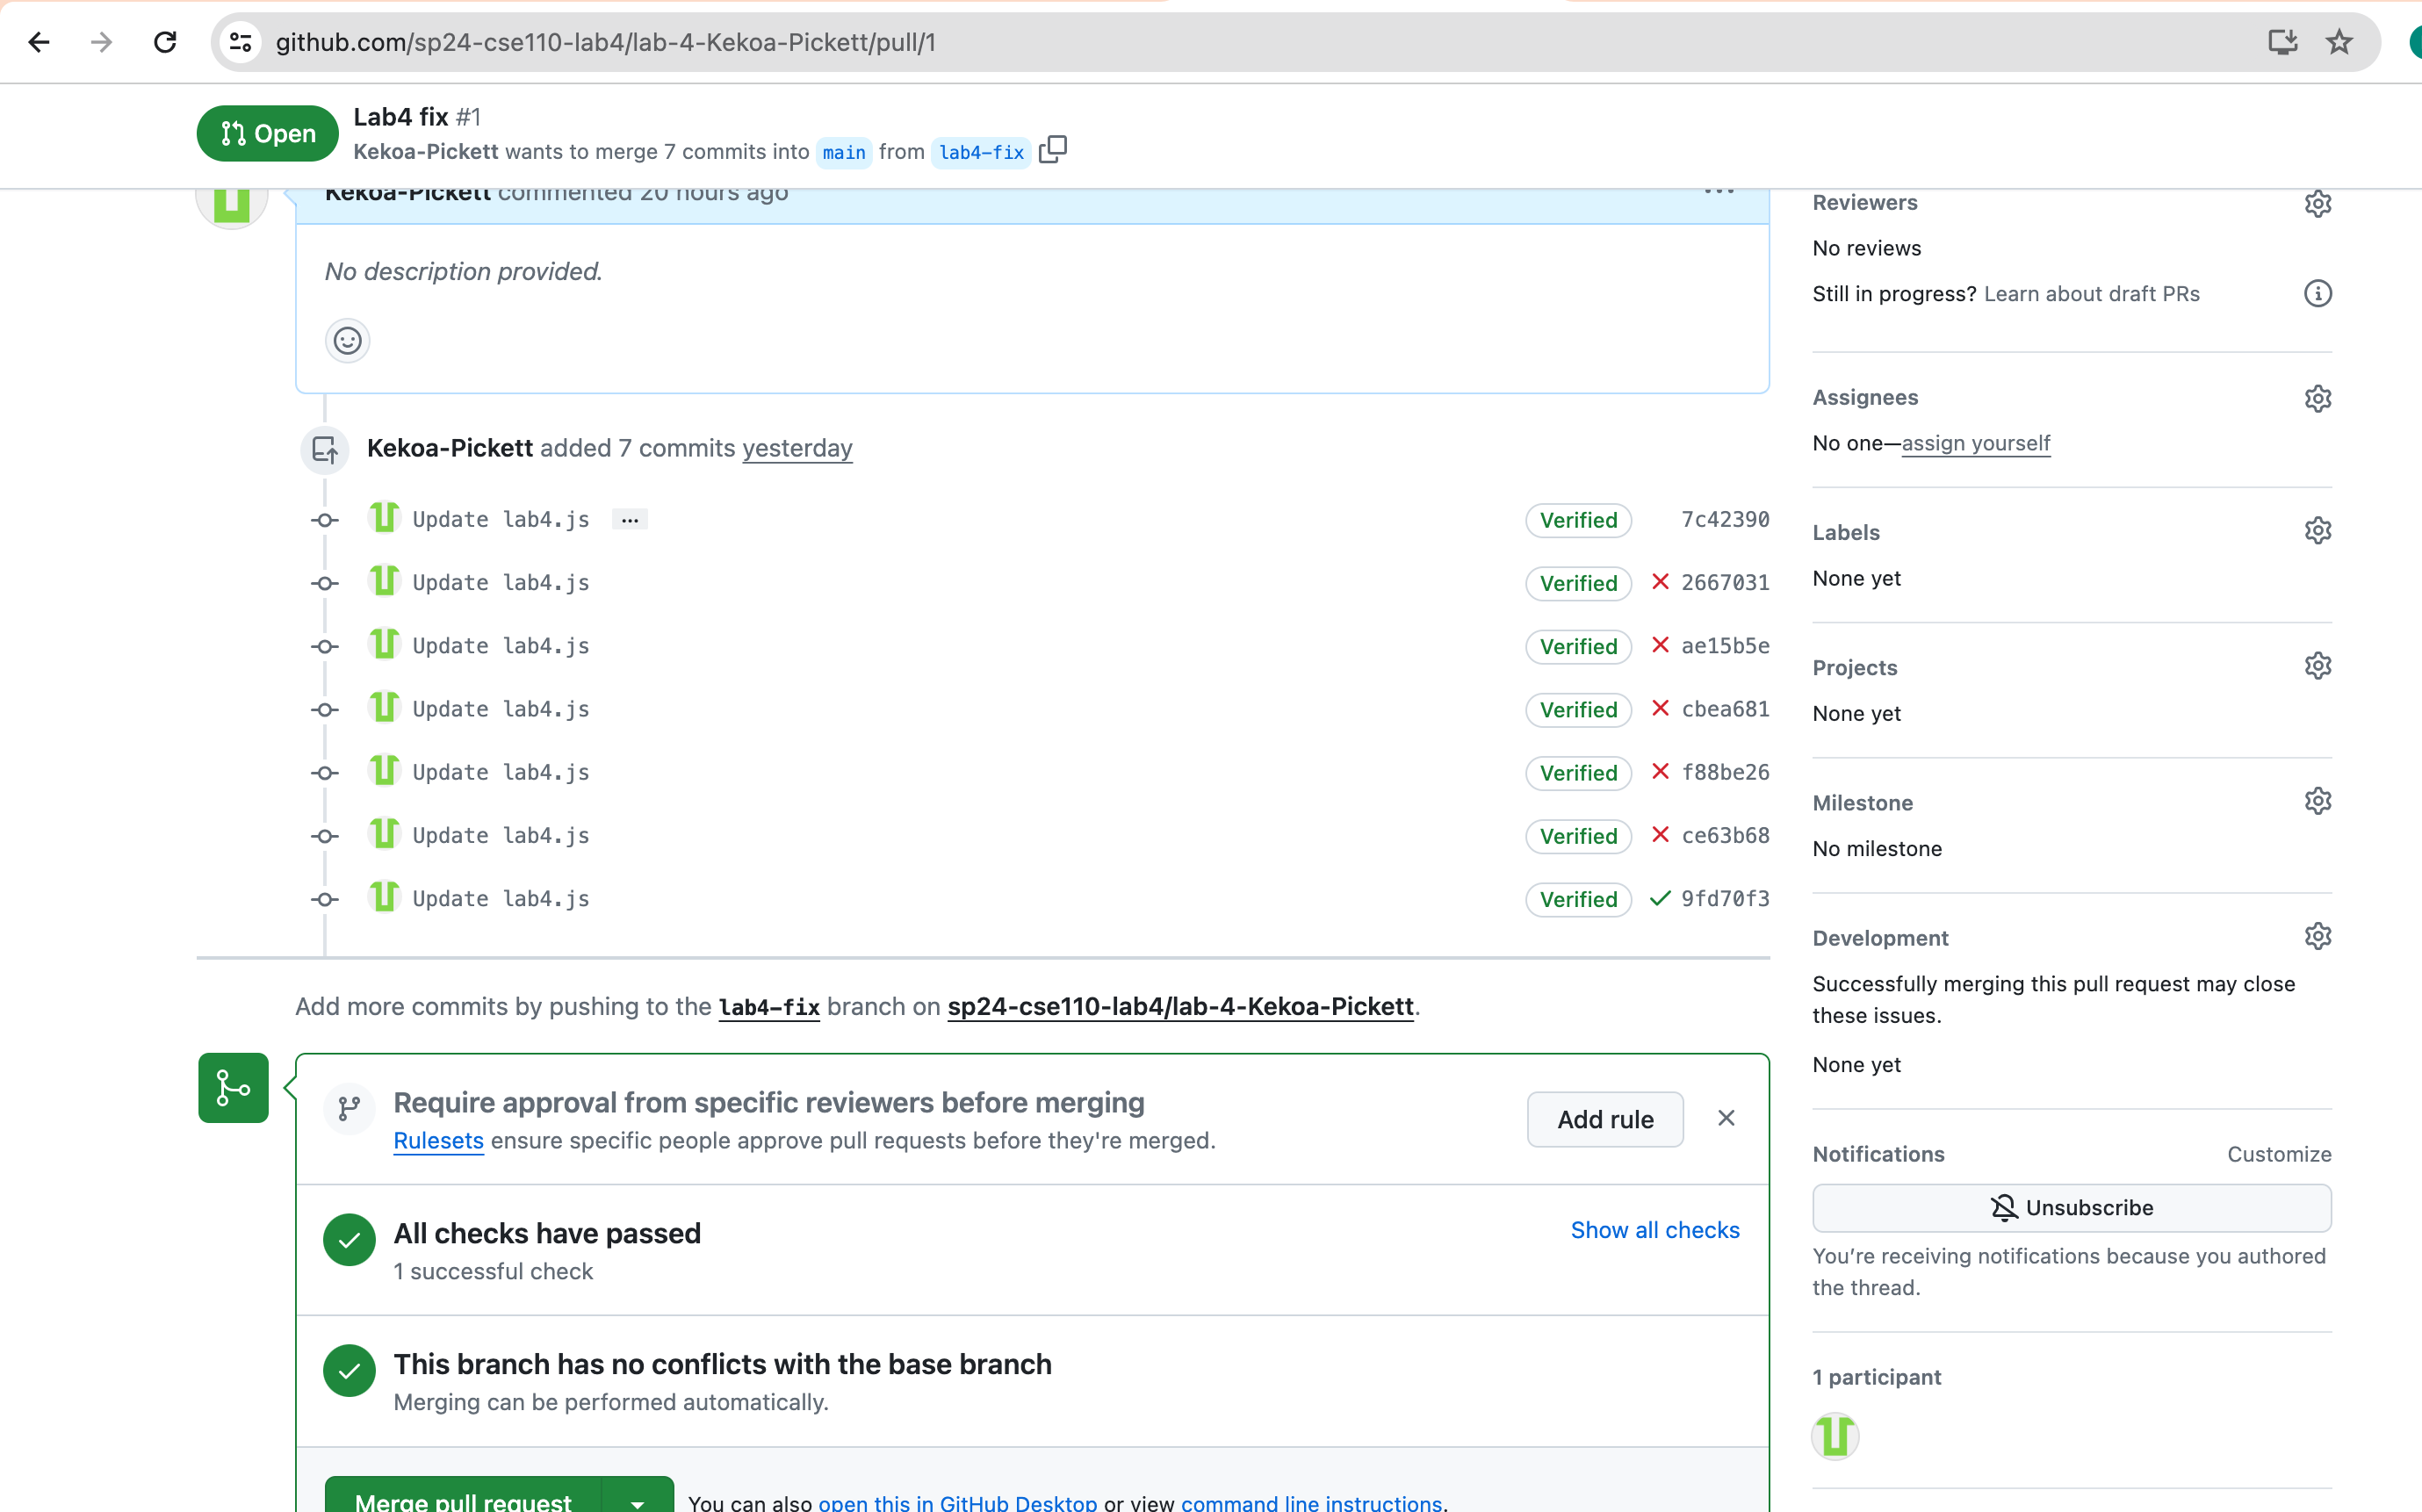 github.com/sp24-cse110-lab4/lab-4-Kekoa-Pickett/pull/1
Open
Lab4 fix #1
Kekoa-Pickett wants to merge 7 commits into main from lab4-fix
Kekoa-Pickett commented 20 hours ago
No description provided.
Kekoa-Pickett added 7 commits yesterday
Update lab4.js ... Verified 7c42390
Update lab4.js Verified 2667031
Update lab4.js Verified ae15b5e
Update lab4.js Verified cbea681
Update lab4.js Verified f88be26
Update lab4.js Verified ce63b68
Update lab4.js Verified 9fd70f3
Add more commits by pushing to the lab4-fix branch on sp24-cse110-lab4/lab-4-Kekoa-Pickett.
Require approval from specific reviewers before merging
Rulesets ensure specific people approve pull requests before they're merged.
Add rule
All checks have passed
1 successful check
Show all checks
This branch has no conflicts with the base branch
Merging can be performed automatically.
Merge pull request
You can also open this in GitHub Desktop or view command line instructions.
Reviewers
No reviews
Still in progress? Learn about draft PRs
Assignees
No one—assign yourself
Labels
None yet
Projects
None yet
Milestone
No milestone
Development
Successfully merging this pull request may close
these issues.
None yet
Notifications Customize
Unsubscribe
You’re receiving notifications because you authored
the thread.
1 participant